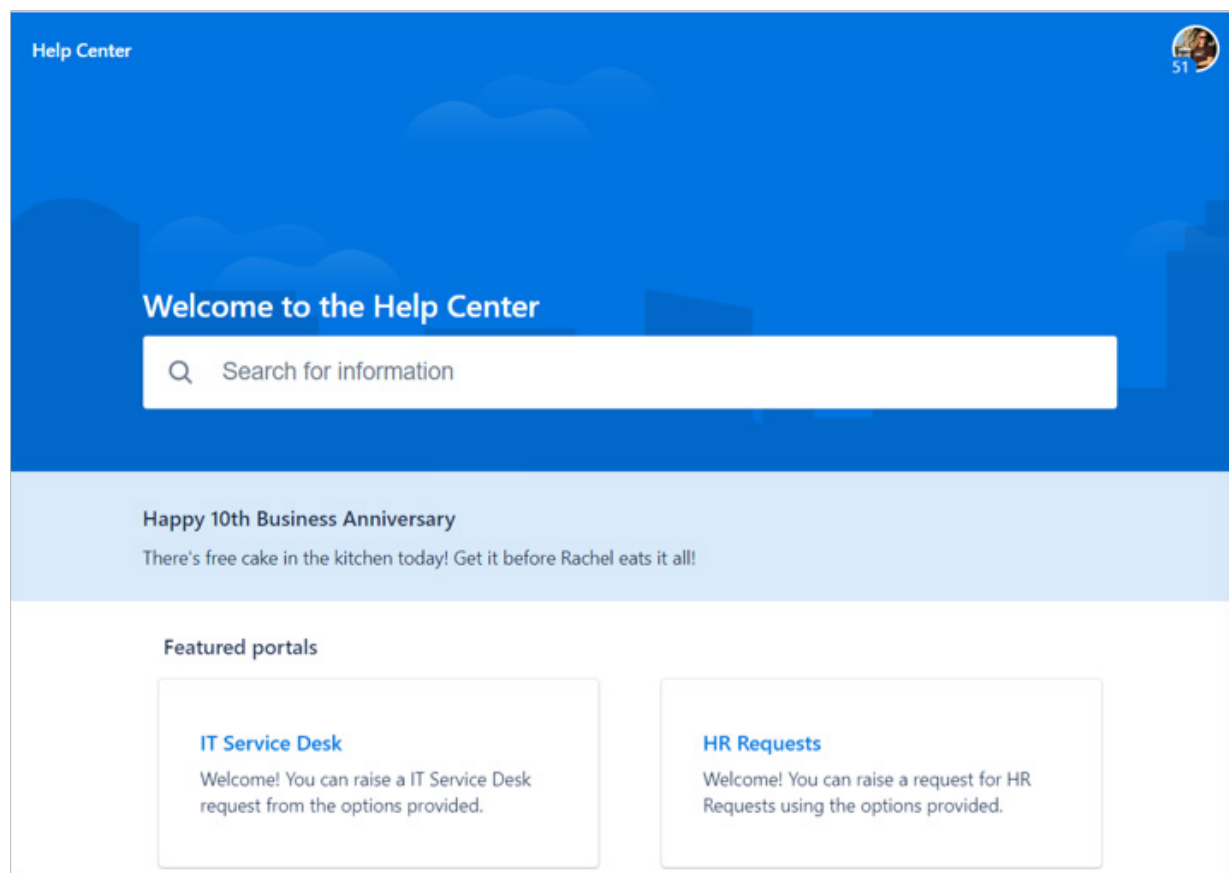 Help Center
51
Welcome to the Help Center
Search for information
Happy 10th Business Anniversary
There's free cake in the kitchen today! Get it before Rachel eats it all!
Featured portals
IT Service Desk
Welcome! You can raise a IT Service Desk
request from the options provided.
HR Requests
Welcome! You can raise a request for HR
Requests using the options provided.